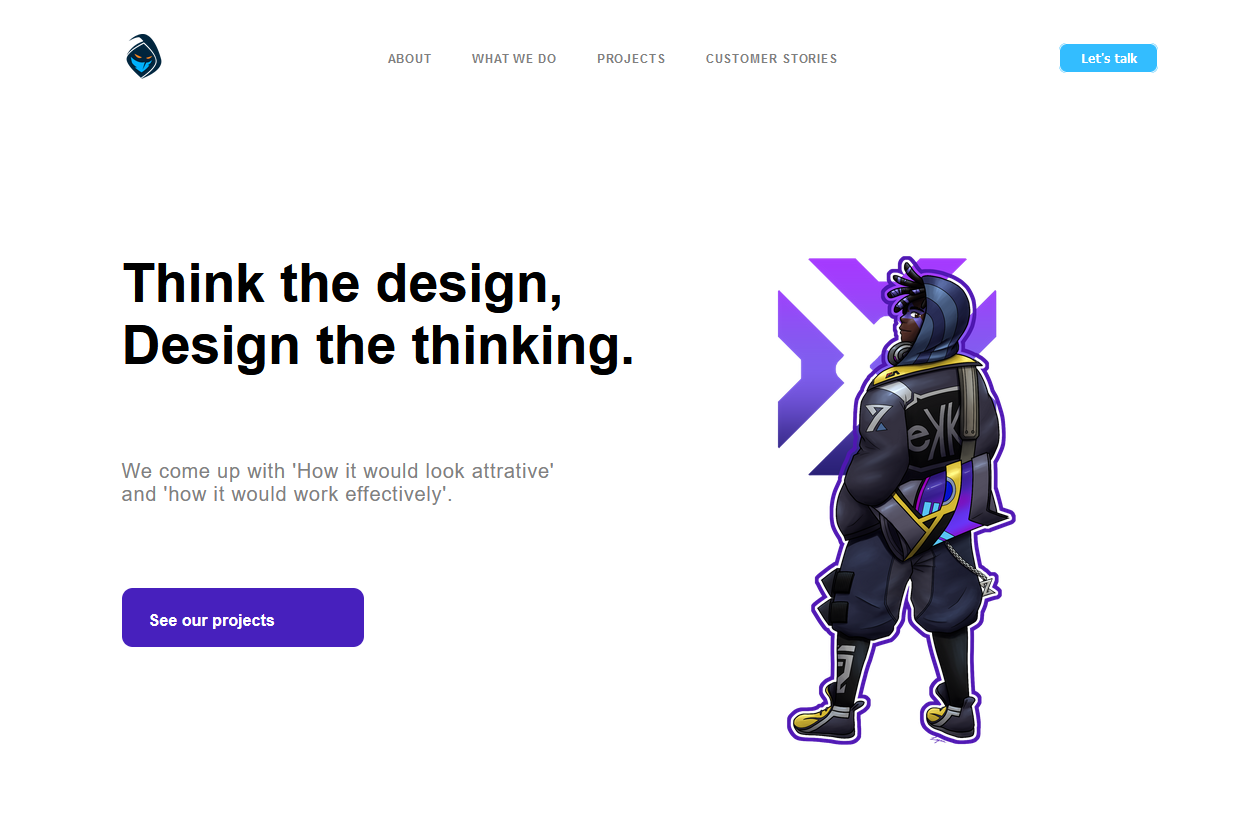 ABOUT WHAT WE DO PROJECTS CUSTOMER STORIES Let's talk
Think the design,
Design the thinking.
We come up with 'How it would look attrative'
and 'how it would work effectively'.
See our projects